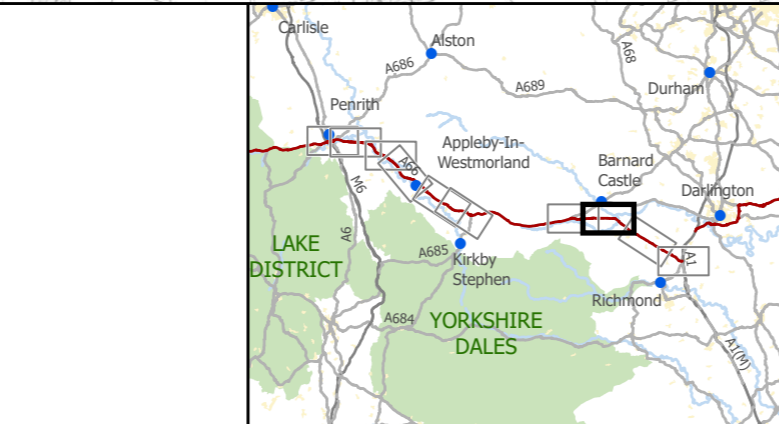 Carlisle
Alston
A68
A686
A689
Durham
Penrith
Appleby-In-
Westmorland
A66
Barnard
Castle
Darlington
M6
A6
LAKE
DISTRICT
A685
Kirkby
Stephen
A1
Richmond
A684
YORKSHIRE
DALES
A1(M)